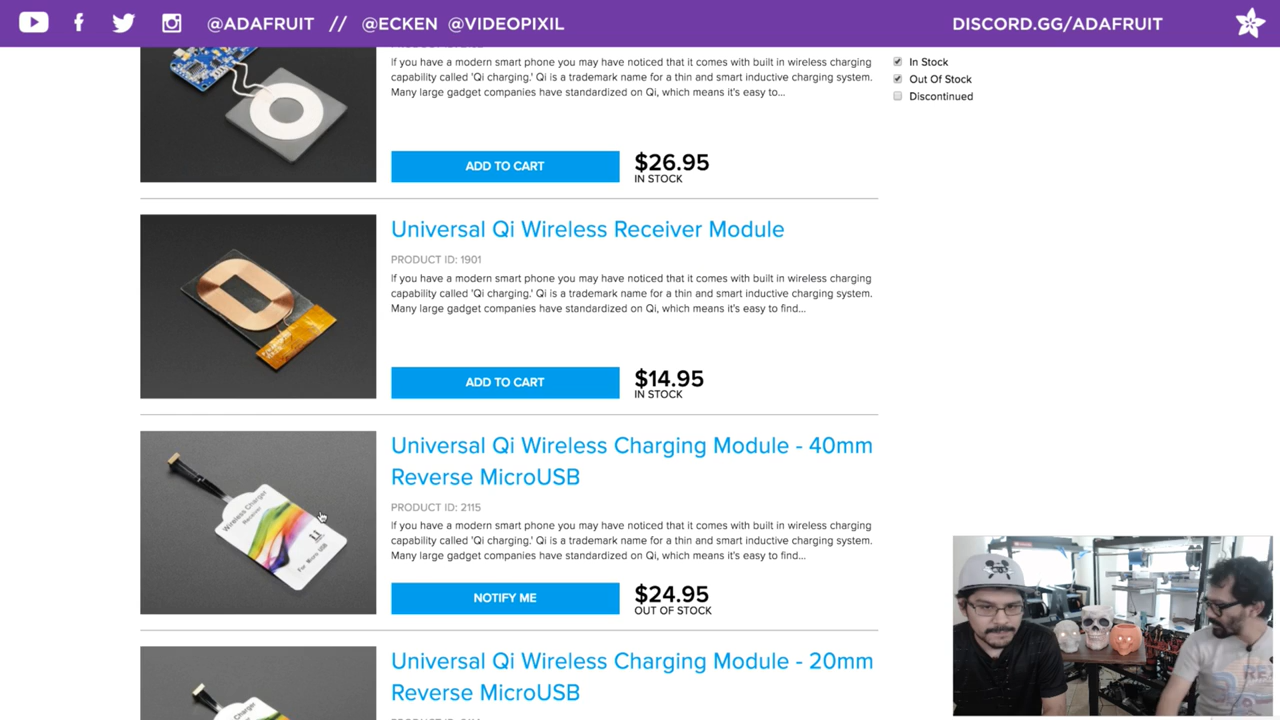 @ADAFRUIT // @ECKEN @VIDEOPIXIL
DISCORD.GG/ADAFRUIT
If you have a modern smart phone you may have noticed that it comes with built in wireless charging
capability called 'Qi charging.' Qi is a trademark name for a thin and smart inductive charging system.
Many large gadget companies have standardized on Qi, which means it's easy to...
ADD TO CART
$26.95
IN STOCK
In Stock
Out Of Stock
Discontinued
Universal Qi Wireless Receiver Module
PRODUCT ID: 1901
If you have a modern smart phone you may have noticed that it comes with built in wireless charging
capability called 'Qi charging.' Qi is a trademark name for a thin and smart inductive charging system.
Many large gadget companies have standardized on Qi, which means it's easy to find...
ADD TO CART
$14.95
IN STOCK
Wireless Charger
Receiver
For Micro USB
Universal Qi Wireless Charging Module - 40mm
Reverse MicroUSB
PRODUCT ID: 2115
If you have a modern smart phone you may have noticed that it comes with built in wireless charging
capability called 'Qi charging.' Qi is a trademark name for a thin and smart inductive charging system.
Many large gadget companies have standardized on Qi, which means it's easy to find...
NOTIFY ME
$24.95
OUT OF STOCK
Universal Qi Wireless Charging Module - 20mm
Reverse MicroUSB